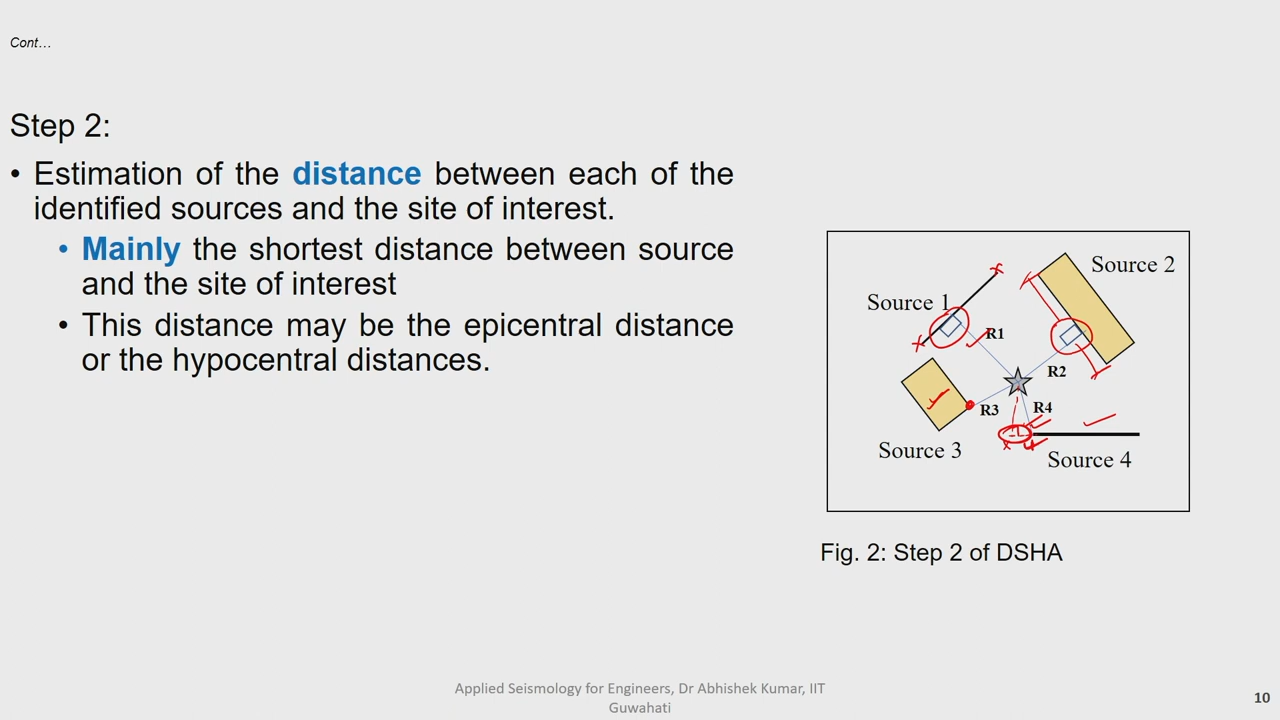 Cont…
Step 2:
• Estimation of the distance between each of the
identified sources and the site of interest.
• Mainly the shortest distance between source
and the site of interest
• This distance may be the epicentral distance
or the hypocentral distances.
Source 2
Source 1
R1
R2
R3
R4
Source 3
Source 4
Fig. 2: Step 2 of DSHA
Applied Seismology for Engineers, Dr Abhishek Kumar, IIT
Guwahati
10